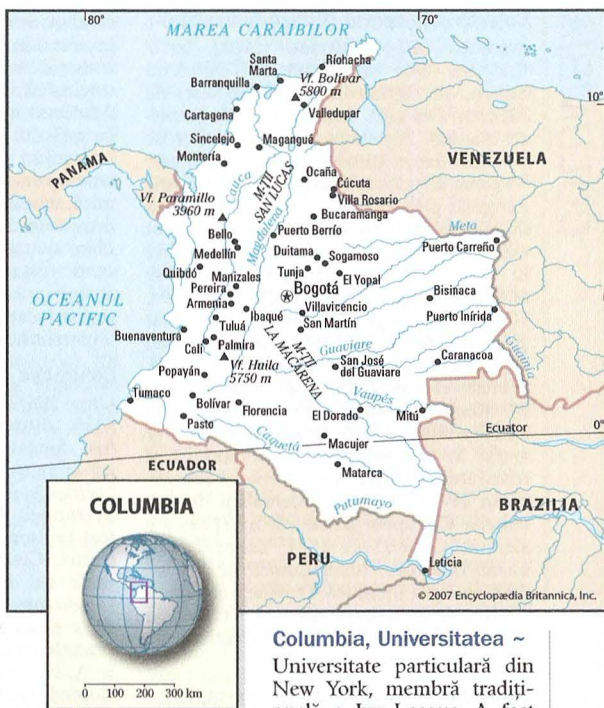 80°
70°
MAREA CARAIBILOR
Santa
Marta
Ríohacha
Barranquilla
Vf. Bolívar
5800 m
10°
Cartagena
Valledupar
Sincelejo
Magangué
Montería
VENEZUELA
PANAMA
Ocaña
Cauca
M-ȚII
SAN LUCAS
Cúcuta
Villa Rosario
Vf. Paramillo
3960 m
Bucaramanga
Magdalena
Puerto Berrío
Meta
Bello
Puerto Carreño
Medellín
Duitama
Sogamoso
Quibdó
Manizales
Tunja
El Yopal
Pereira
Bogotá
Bisinaca
OCEANUL
PACIFIC
Armenia
Ibagué
Villavicencio
Puerto Inírida
Tuluá
San Martín
Buenaventura
Palmira
Cali
M-ȚII
LA MACARENA
Guaviare
Guainía
Vf. Huila
5750 m
San José
del Guaviare
Caranacoa
Popayán
Vaupés
Tumaco
Bolívar
Florencia
El Dorado
Mitú
Pasto
Ecuator
0°
Caquetá
Macujer
ECUADOR
Matarca
COLUMBIA
Putumayo
BRAZILIA
PERU
Leticia
© 2007 Encyclopædia Britannica, Inc.
0 100 200 300 km
Columbia, Universitatea ~
Universitate particulară din
New York, membră tradiți-